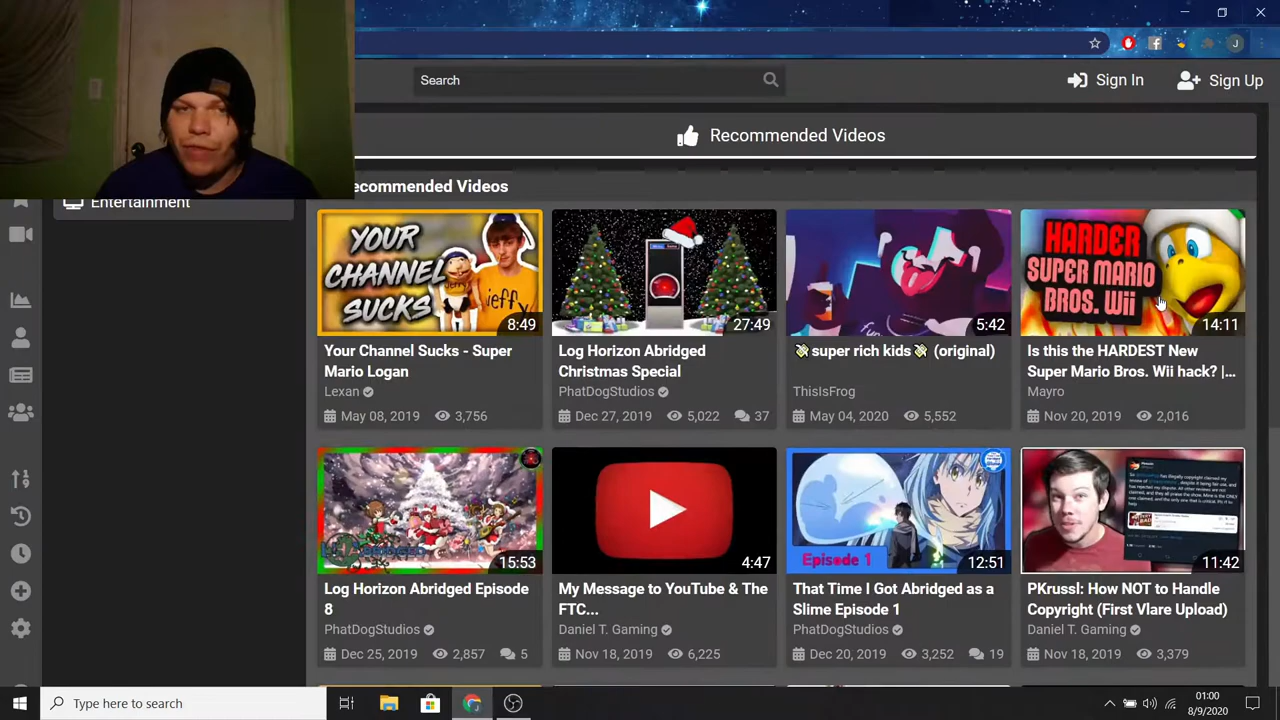 Search
Sign In
Sign Up
J
Recommended Videos
ecommended Videos
Entertainment
YOUR
CHANNEL
SUCKS
jeffy
8:49
27:49
5:42
HARDER
SUPER MARIO
BROS. Wii
14:11
Your Channel Sucks - Super
Mario Logan
Lexan
May 08, 2019 3,756
Log Horizon Abridged
Christmas Special
PhatDogStudios
Dec 27, 2019 5,022 37
💸super rich kids💸 (original)
ThisIsFrog
May 04, 2020 5,552
Is this the HARDEST New
Super Mario Bros. Wii hack? |...
Mayro
Nov 20, 2019 2,016
15:53
4:47
Episode 1
12:51
11:42
Log Horizon Abridged Episode
8
PhatDogStudios
Dec 25, 2019 2,857 5
My Message to YouTube & The
FTC...
Daniel T. Gaming
Nov 18, 2019 6,225
That Time I Got Abridged as a
Slime Episode 1
PhatDogStudios
Dec 20, 2019 3,252 19
PKrussl: How NOT to Handle
Copyright (First Vlare Upload)
Daniel T. Gaming
Nov 18, 2019 3,379
Type here to search
01:00
8/9/2020